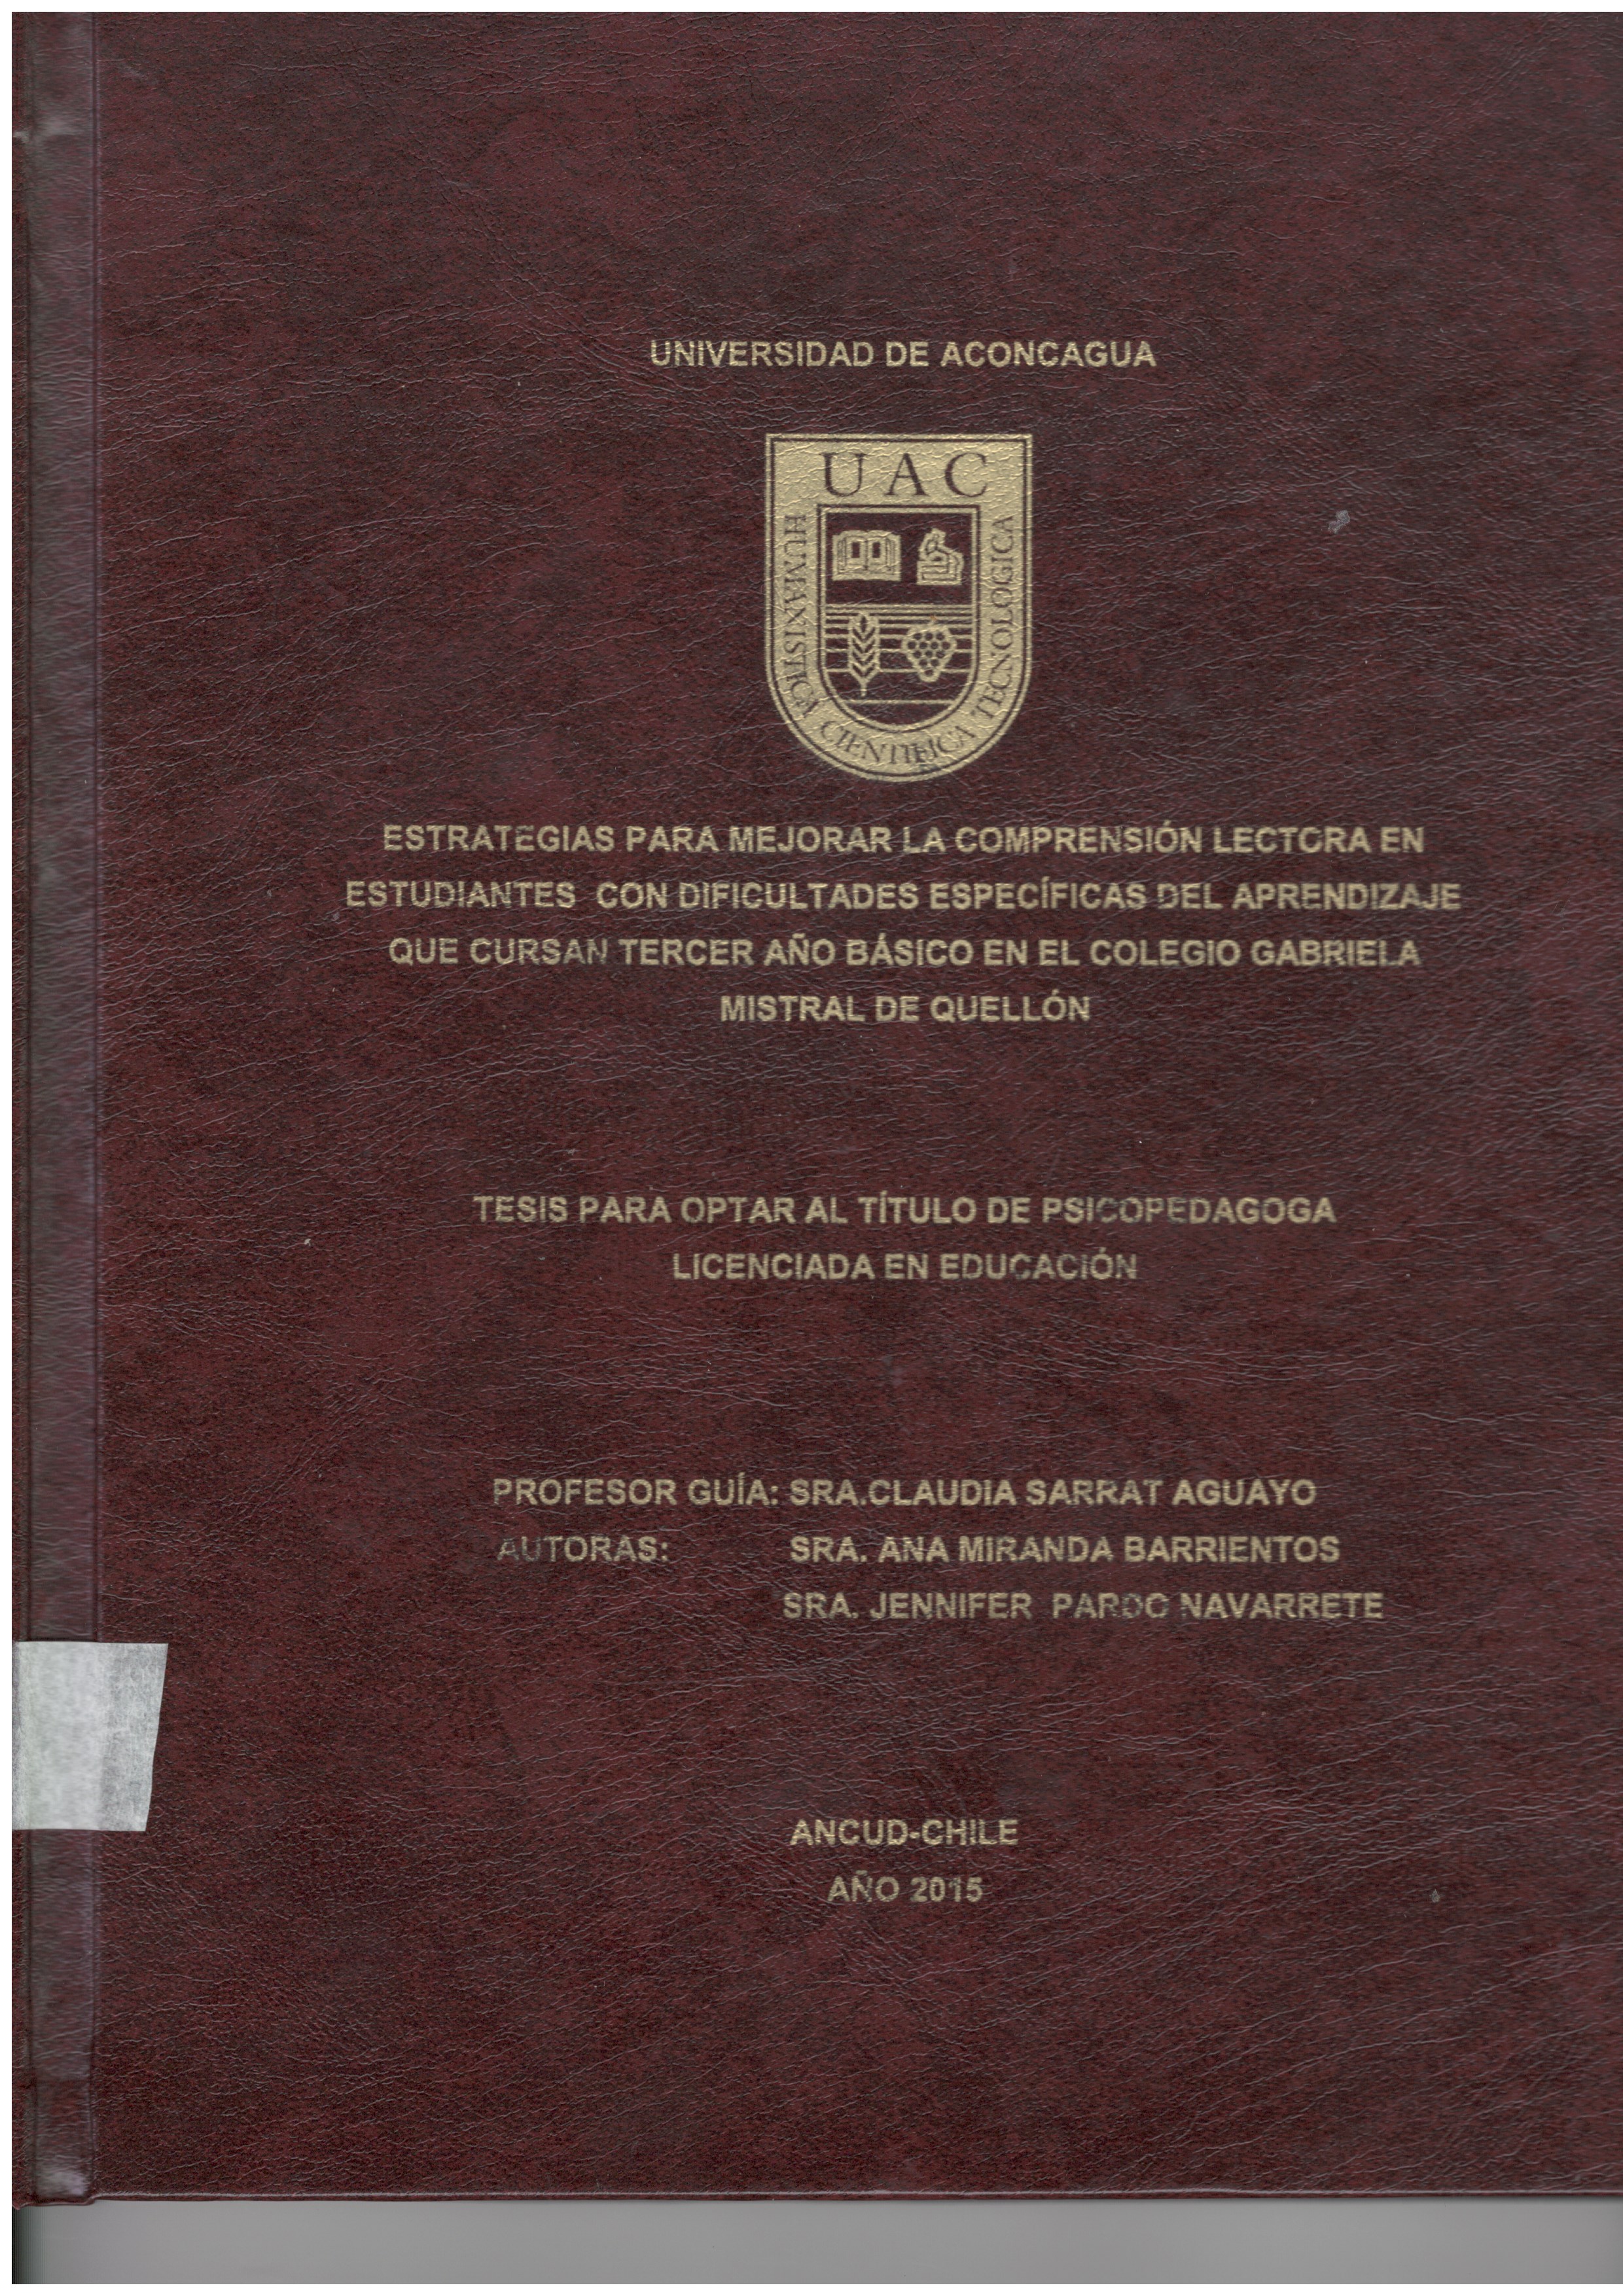 UNIVERSIDAD DE ACONCAGUA
UAC
HUMANISTICA CIENTIFICA TECNOLOGICA
ESTRATEGIAS PARA MEJORAR LA COMPRENSIÓN LECTORA EN
ESTUDIANTES CON DIFICULTADES ESPECÍFICAS DEL APRENDIZAJE
QUE CURSAN TERCER AÑO BÁSICO EN EL COLEGIO GABRIELA
MISTRAL DE QUELLÓN
TESIS PARA OPTAR AL TÍTULO DE PSICOPEDAGOGA
LICENCIADA EN EDUCACIÓN
PROFESOR GUÍA: SRA.CLAUDIA SARRAT AGUAYO
AUTORAS: SRA. ANA MIRANDA BARRIENTOS
SRA. JENNIFER PARDO NAVARRETE
ANCUD-CHILE
AÑO 2015